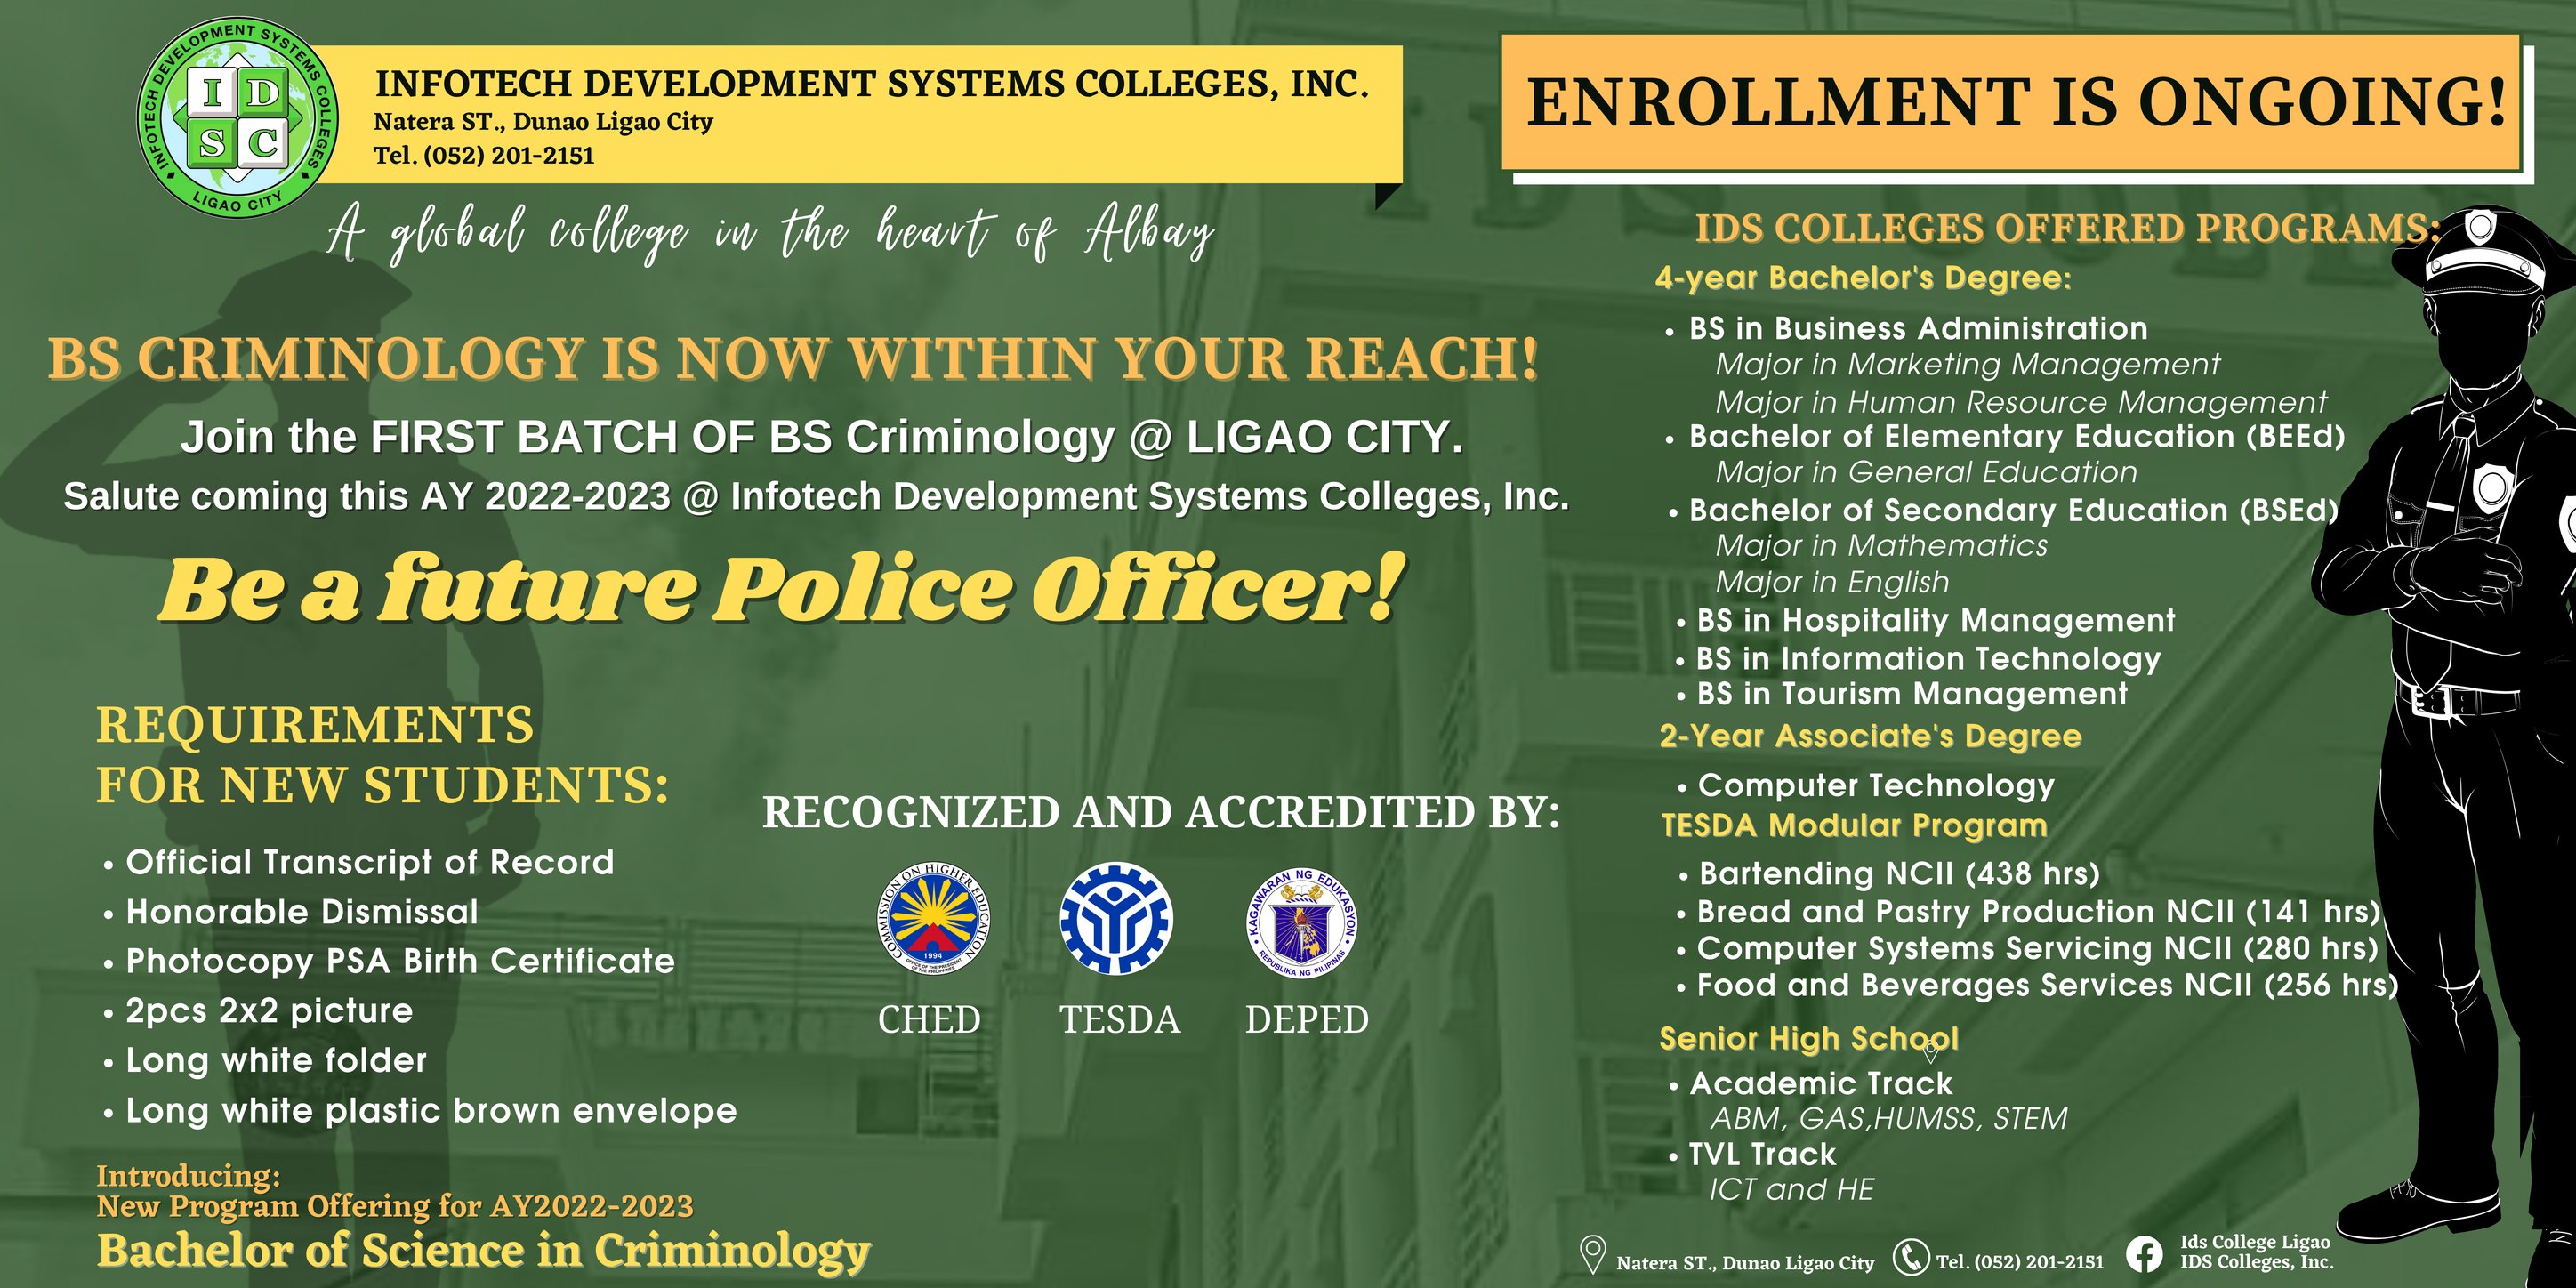 INFOTECH DEVELOPMENT SYSTEMS COLLEGES
I D
S C
LIGAO CITY
INFOTECH DEVELOPMENT SYSTEMS COLLEGES, INC.
Natera ST., Dunao Ligao City
Tel. (052) 201-2151
A global college in the heart of Albay
BS CRIMINOLOGY IS NOW WITHIN YOUR REACH!
Join the FIRST BATCH OF BS Criminology @ LIGAO CITY.
Salute coming this AY 2022-2023 @ Infotech Development Systems Colleges, Inc.
Be a future Police Officer!
REQUIREMENTS
FOR NEW STUDENTS:
• Official Transcript of Record
• Honorable Dismissal
• Photocopy PSA Birth Certificate
• 2pcs 2x2 picture
• Long white folder
• Long white plastic brown envelope
Introducing:
New Program Offering for AY2022-2023
Bachelor of Science in Criminology
RECOGNIZED AND ACCREDITED BY:
COMMISSION ON HIGHER EDUCATION
1994
OFFICE OF THE PRESIDENT
OF THE PHILIPPINES
KAGAWARAN NG EDUKASYON
REPUBLIKA NG PILIPINAS
CHED
TESDA
DEPED
ENROLLMENT IS ONGOING!
IDS COLLEGES OFFERED PROGRAMS:
4-year Bachelor's Degree:
• BS in Business Administration
Major in Marketing Management
Major in Human Resource Management
• Bachelor of Elementary Education (BEEd)
Major in General Education
• Bachelor of Secondary Education (BSEd)
Major in Mathematics
Major in English
• BS in Hospitality Management
• BS in Information Technology
• BS in Tourism Management
2-Year Associate's Degree
• Computer Technology
TESDA Modular Program
• Bartending NCII (438 hrs)
• Bread and Pastry Production NCII (141 hrs)
• Computer Systems Servicing NCII (280 hrs)
• Food and Beverages Services NCII (256 hrs)
Senior High School
• Academic Track
ABM, GAS,HUMSS, STEM
• TVL Track
ICT and HE
Natera ST., Dunao Ligao City
Tel. (052) 201-2151
Ids College Ligao
IDS Colleges, Inc.